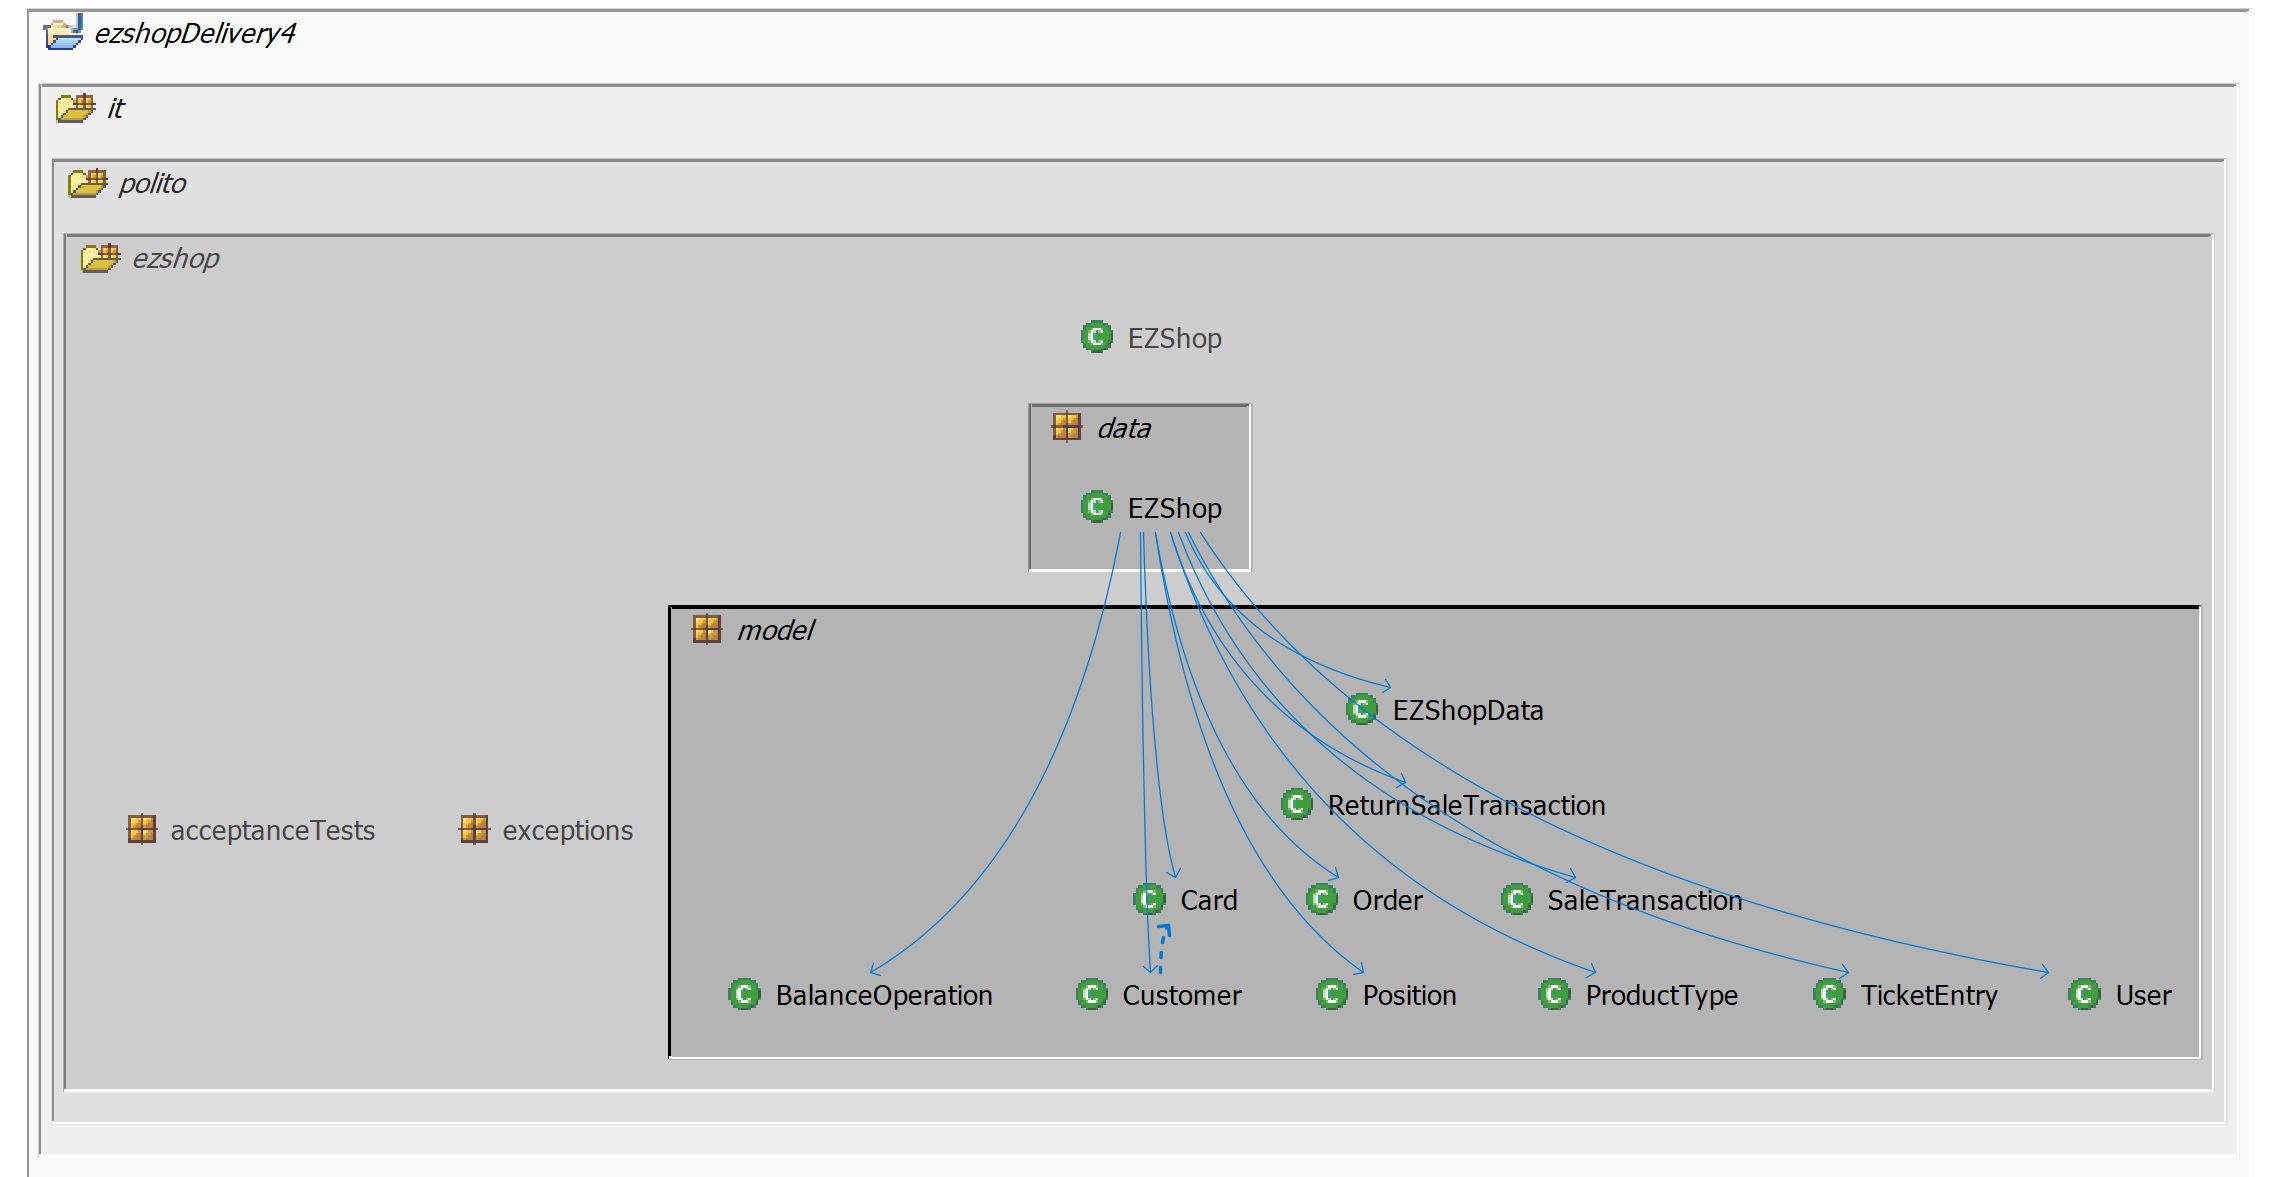 ezshopDelivery4
it
polito
ezshop
EZShop
data
EZShop
model
EZShopData
ReturnSaleTransaction
acceptanceTests
exceptions
Card
Order
SaleTransaction
BalanceOperation
Customer
Position
ProductType
TicketEntry
User